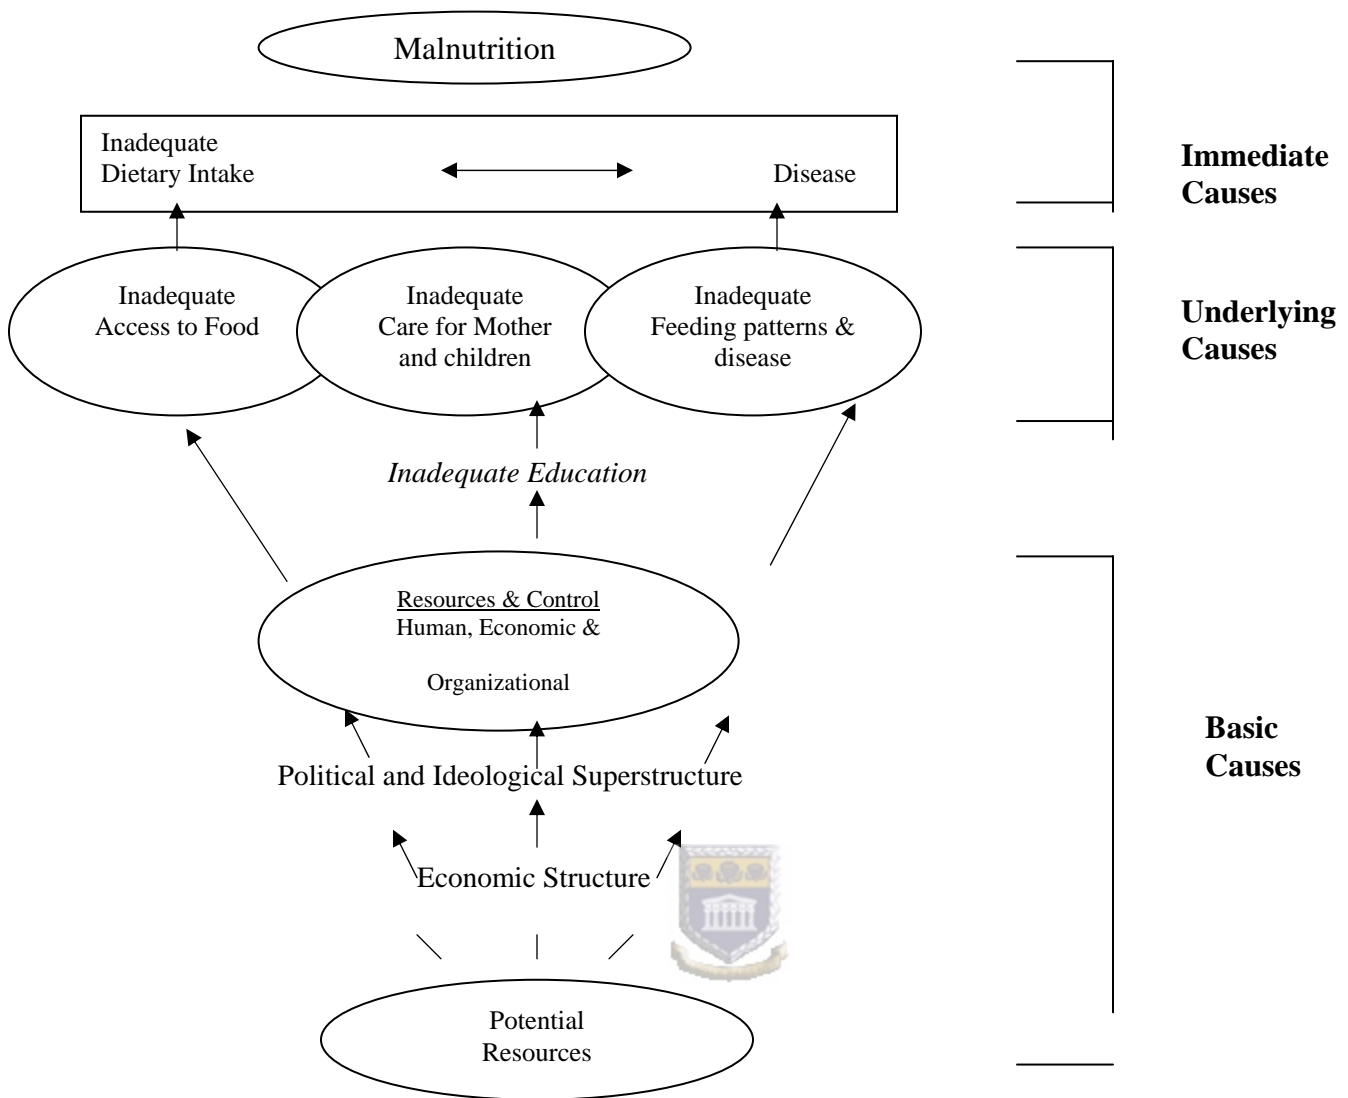 Malnutrition
Inadequate
Dietary Intake
Disease
Immediate
Causes
Inadequate
Access to Food
Inadequate
Care for Mother
and children
Inadequate
Feeding patterns &
disease
Underlying
Causes
Inadequate Education
Resources & Control
Human, Economic &
Organizational
Political and Ideological Superstructure
Basic
Causes
Economic Structure
Potential
Resources